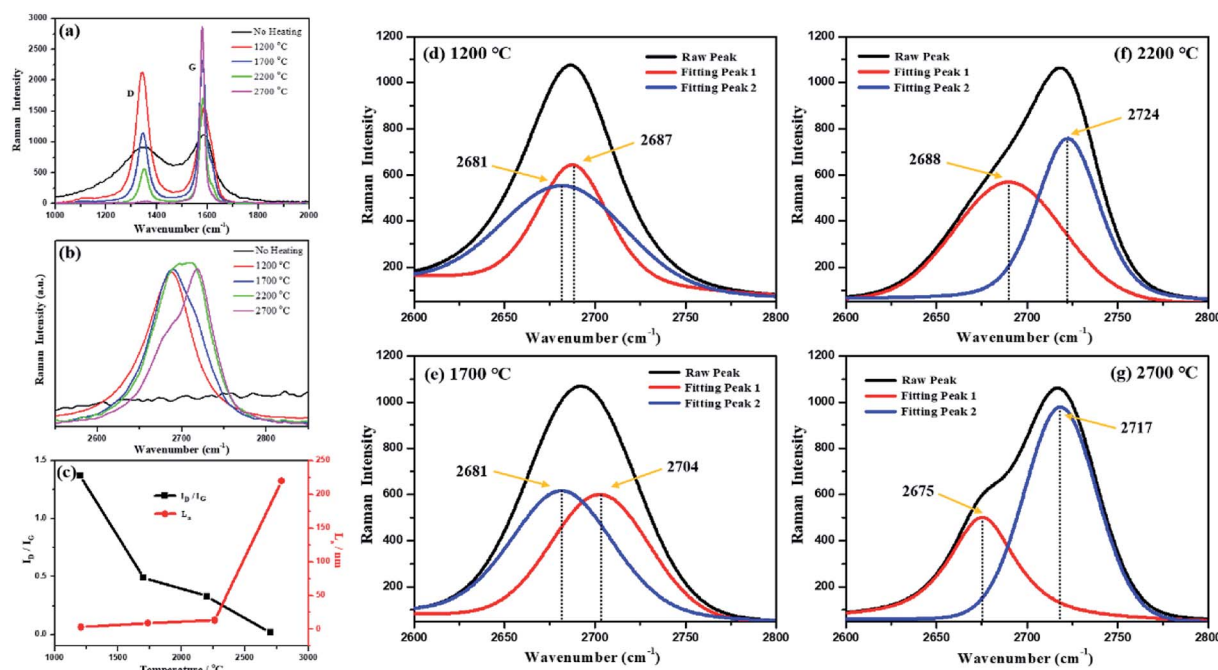 (a)
No Heating
1200 °C
1700 °C
2200 °C
2700 °C
D
G
3000
2500
2000
1500
1000
500
0
Raman Intensity
1000 1200 1400 1600 1800 2000
Wavenumber (cm-1)
(b)
No Heating
1200 °C
1700 °C
2200 °C
2700 °C
Raman Intensity (a.u.)
2600 2700 2800
Wavenumber (cm-1)
(c)
ID / IG
La
1.5
1.0
0.5
0.0
ID / IG
250
200
150
100
50
0
La / nm
1000 1500 2000 2500 3000
Temperature / °C
(d) 1200 °C
Raw Peak
Fitting Peak 1
Fitting Peak 2
2681
2687
1200
1000
800
600
400
200
Raman Intensity
2600 2650 2700 2750 2800
Wavenumber (cm-1)
(e) 1700 °C
Raw Peak
Fitting Peak 1
Fitting Peak 2
2681
2704
1200
1000
800
600
400
200
Raman Intensity
2600 2650 2700 2750 2800
Wavenumber (cm-1)
(f) 2200 °C
Raw Peak
Fitting Peak 1
Fitting Peak 2
2688
2724
1200
1000
800
600
400
200
Raman Intensity
2600 2650 2700 2750 2800
Wavenumber (cm-1)
(g) 2700 °C
Raw Peak
Fitting Peak 1
Fitting Peak 2
2675
2717
1200
1000
800
600
400
200
Raman Intensity
2600 2650 2700 2750 2800
Wavenumber (cm-1)